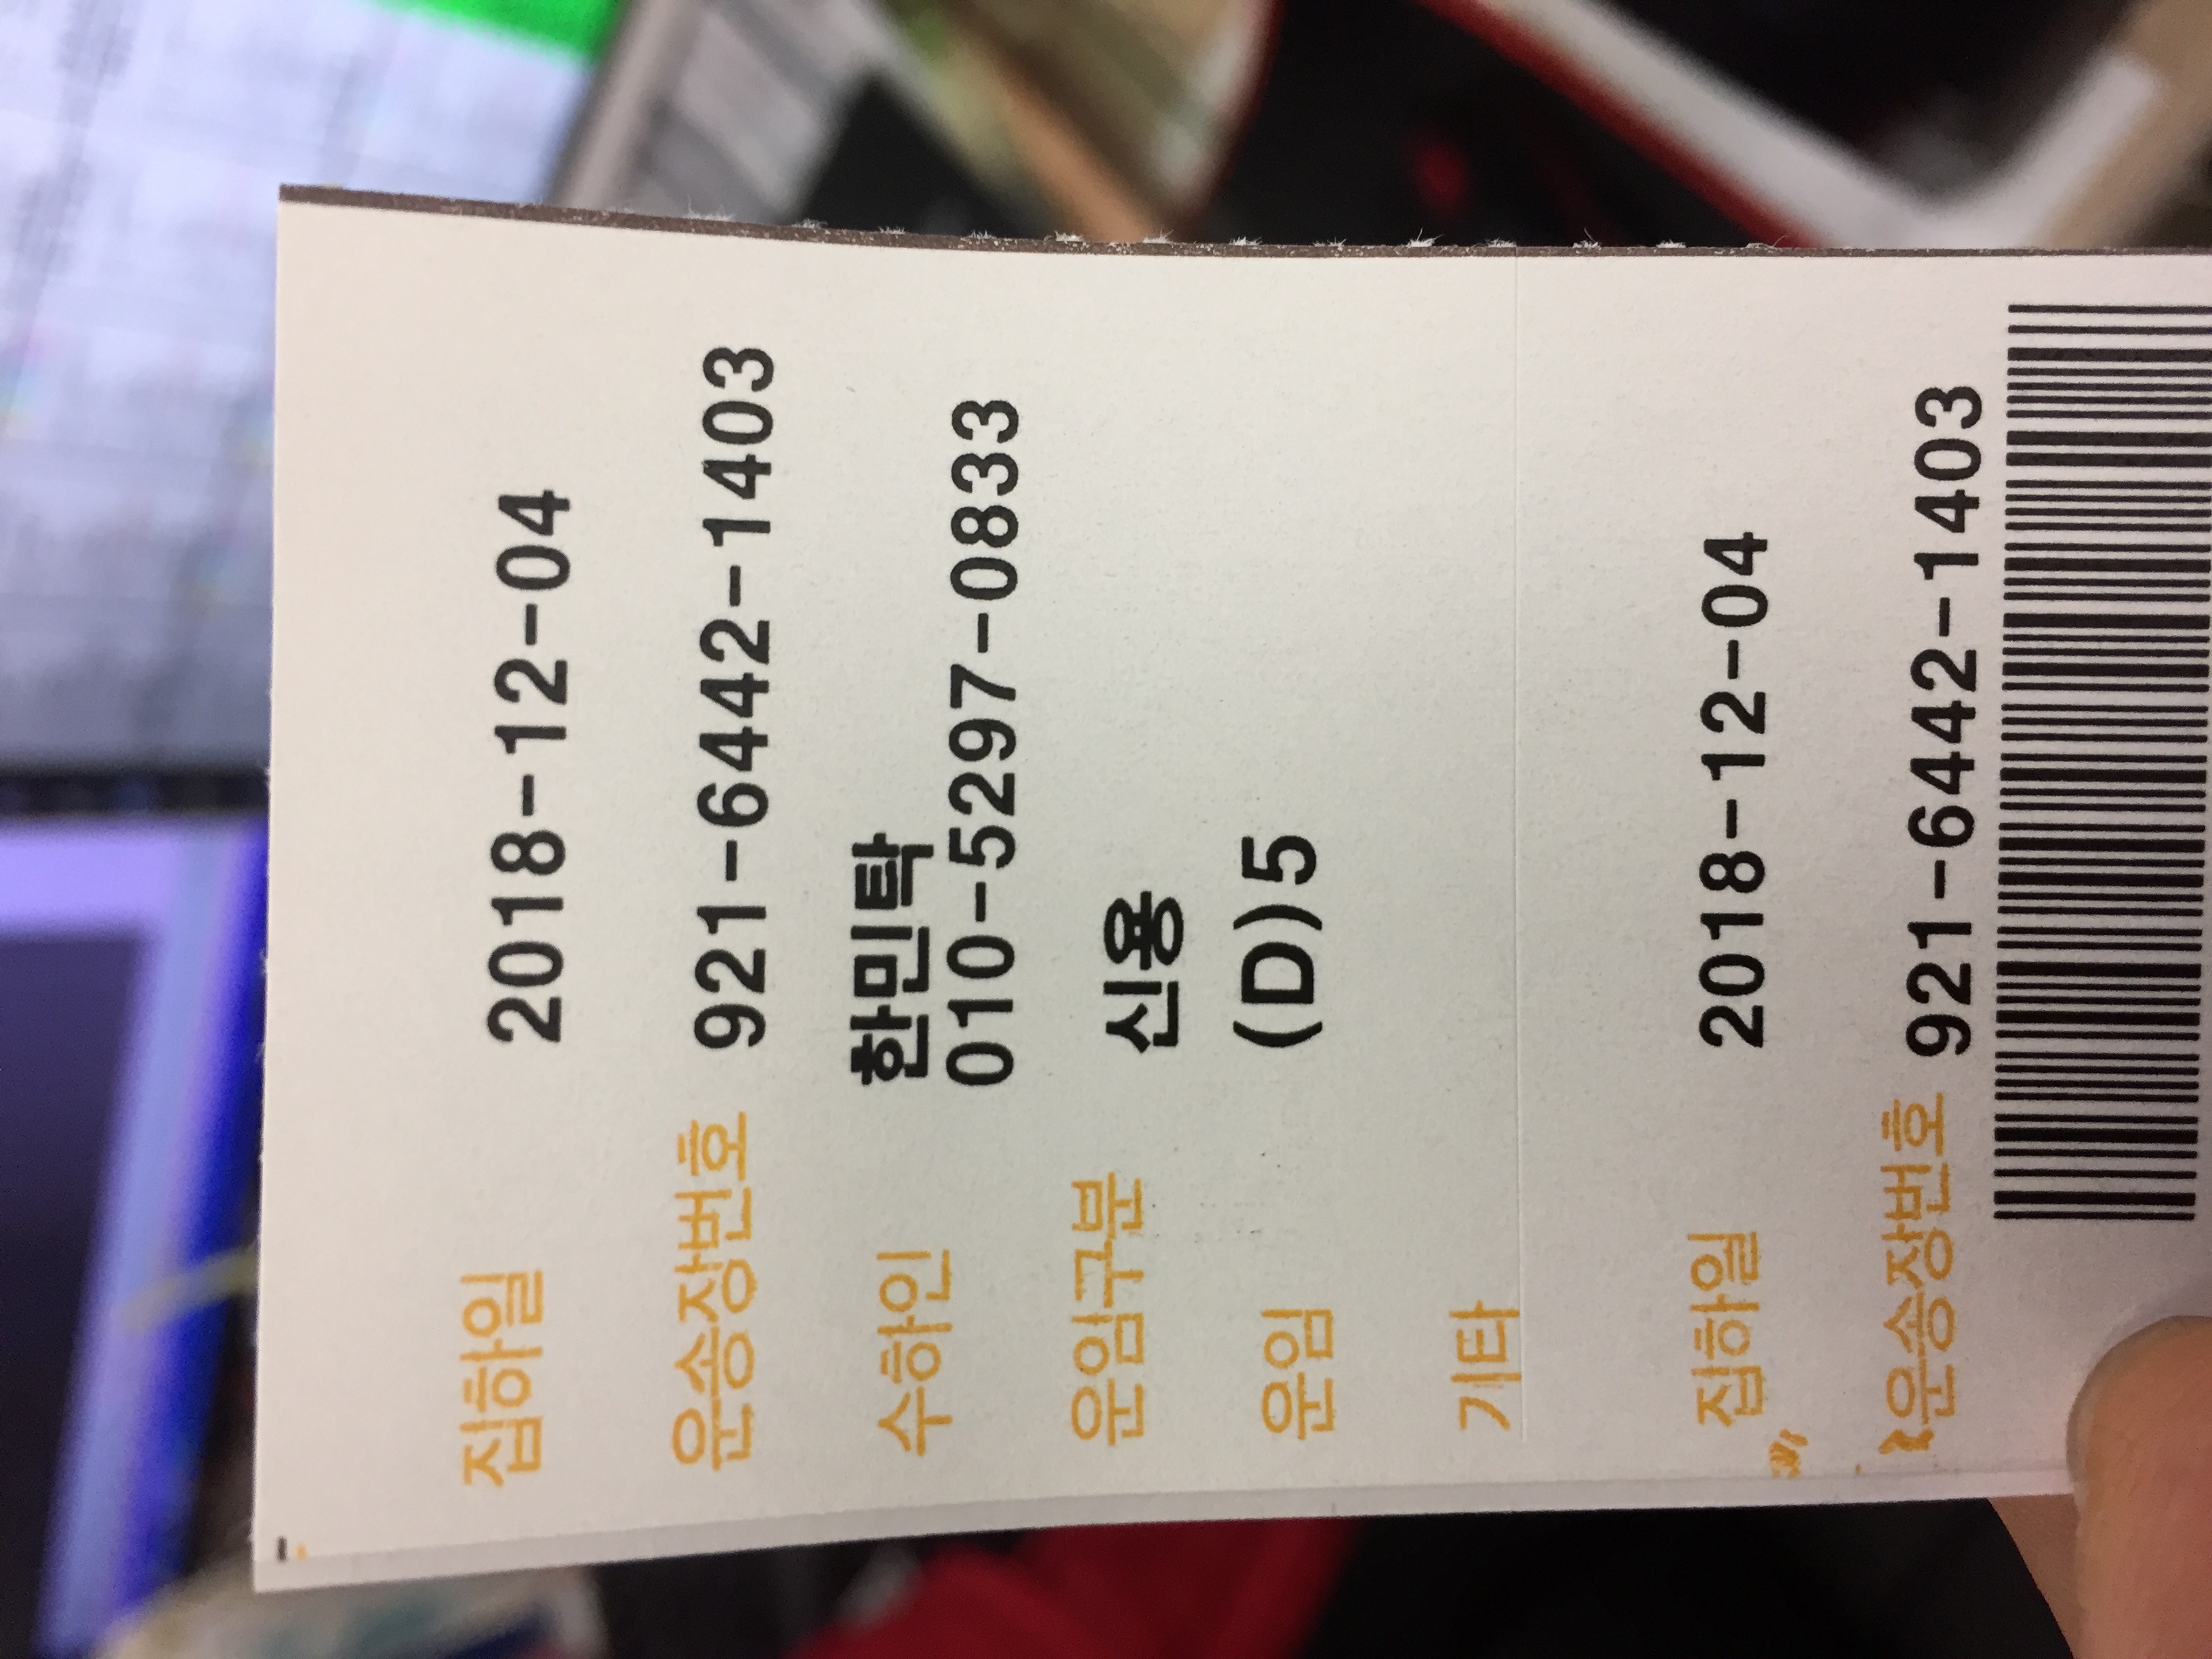 집하일 2018-12-04
운송장번호 921-6442-1403
수하인 한민탁
010-5297-0833
운임구분 신용
운임 (D)5
기타
집하일 2018-12-04
운송장번호 921-6442-1403